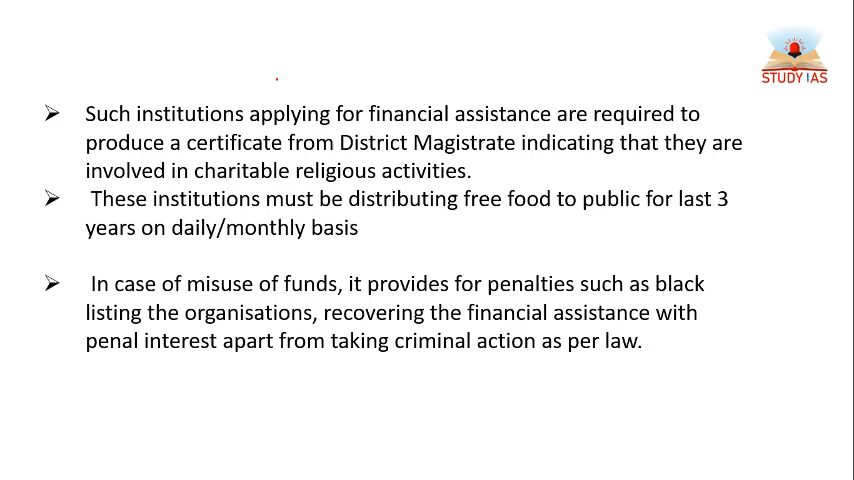 STUDY IAS
➢ Such institutions applying for financial assistance are required to
produce a certificate from District Magistrate indicating that they are
involved in charitable religious activities.
➢ These institutions must be distributing free food to public for last 3
years on daily/monthly basis
➢ In case of misuse of funds, it provides for penalties such as black
listing the organisations, recovering the financial assistance with
penal interest apart from taking criminal action as per law.